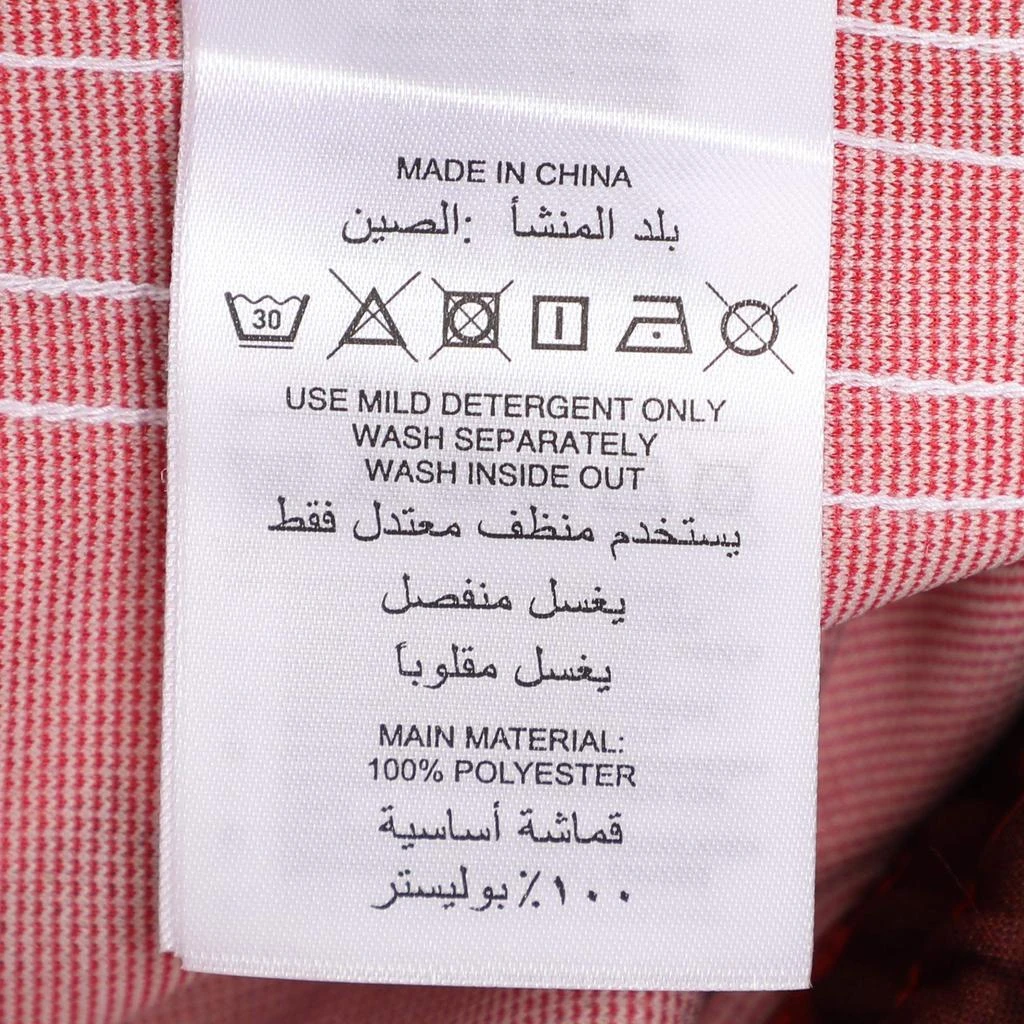 MADE IN CHINA
بلد المنشأ :الصين
30
USE MILD DETERGENT ONLY
WASH SEPARATELY
WASH INSIDE OUT
يستخدم منظف معتدل فقط
يغسل منفصل
يغسل مقلوباً
MAIN MATERIAL:
100% POLYESTER
قماشة أساسية
١٠٠٪ بوليستر